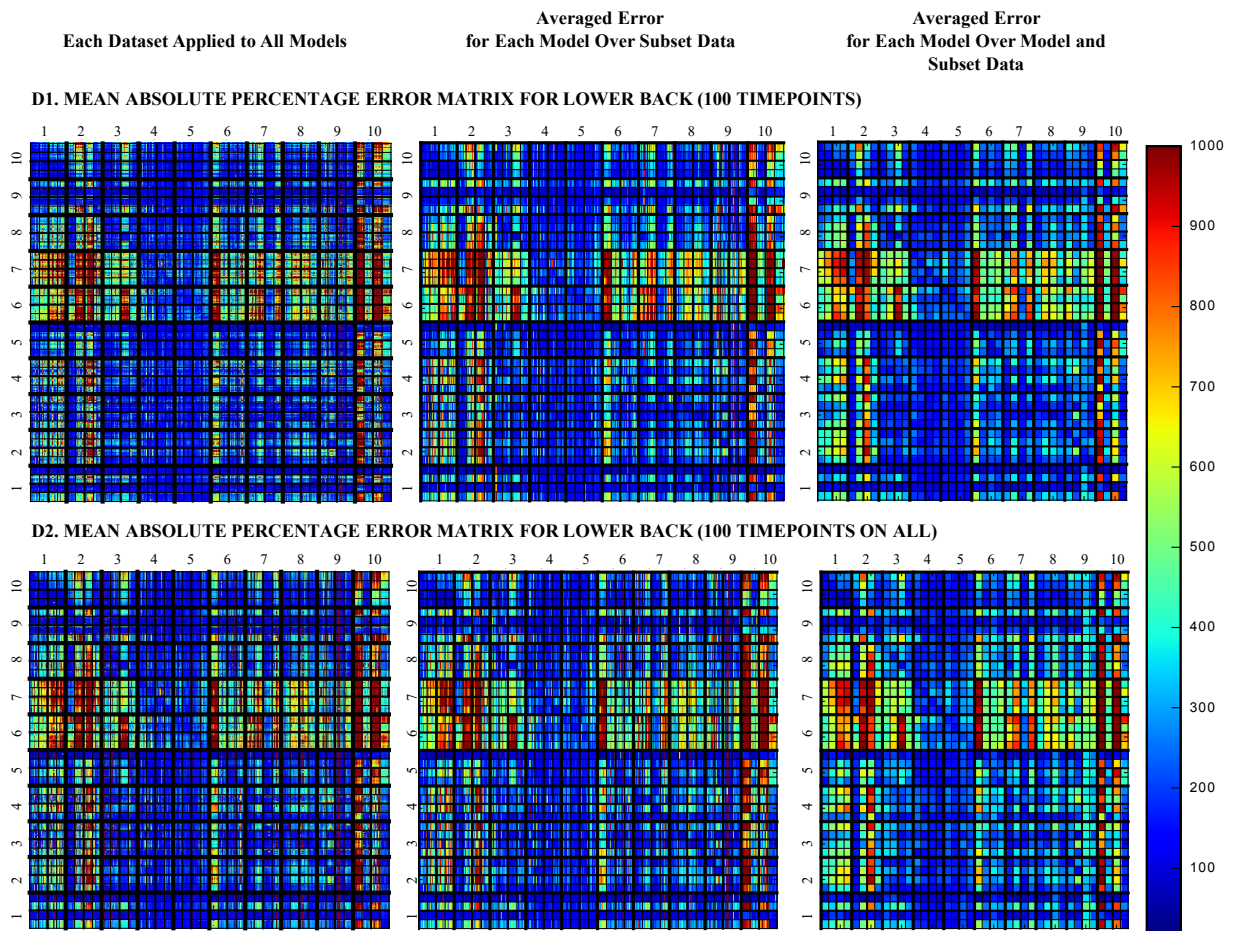 Averaged Error
Averaged Error
Each Dataset Applied to All Models
for Each Model Over Subset Data
for Each Model Over Model and
Subset Data
D1. MEAN ABSOLUTE PERCENTAGE ERROR MATRIX FOR LOWER BACK (100 TIMEPOINTS)
1 2 3 4 5 6 7 8 9 10
1 2 3 4 5 6 7 8 9 10
1 2 3 4 5 6 7 8 9 10
10 9 8 7 6 5 4 3 2 1
10 9 8 7 6 5 4 3 2 1
10 9 8 7 6 5 4 3 2 1
D2. MEAN ABSOLUTE PERCENTAGE ERROR MATRIX FOR LOWER BACK (100 TIMEPOINTS ON ALL)
1 2 3 4 5 6 7 8 9 10
1 2 3 4 5 6 7 8 9 10
1 2 3 4 5 6 7 8 9 10
10 9 8 7 6 5 4 3 2 1
10 9 8 7 6 5 4 3 2 1
10 9 8 7 6 5 4 3 2 1
1000
900
800
700
600
500
400
300
200
100